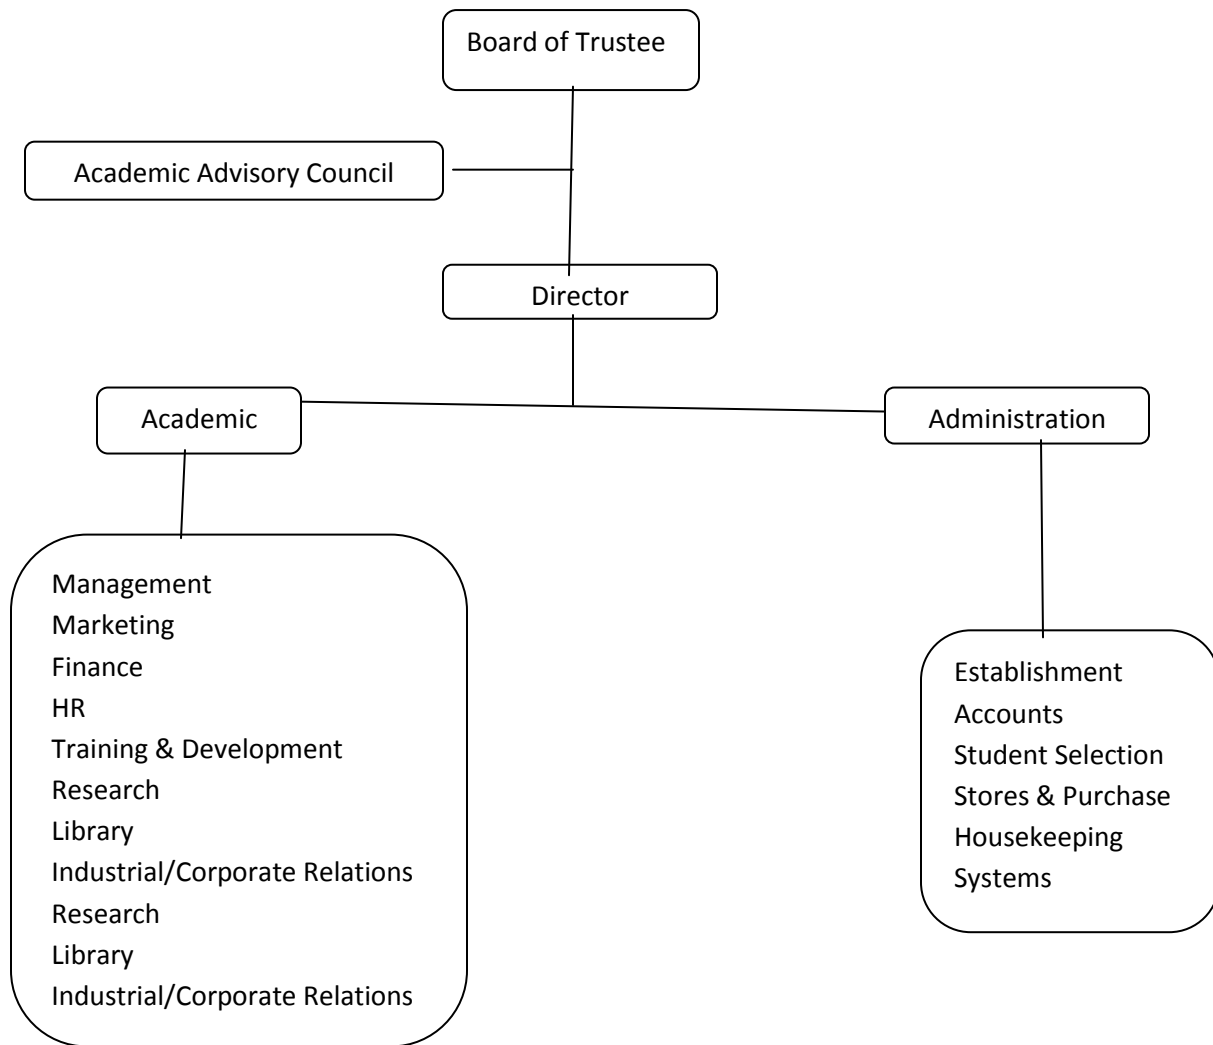 Board of Trustee
Academic Advisory Council
Director
Academic
Administration
Management
Marketing
Finance
HR
Training & Development
Research
Library
Industrial/Corporate Relations
Research
Library
Industrial/Corporate Relations
Establishment
Accounts
Student Selection
Stores & Purchase
Housekeeping
Systems